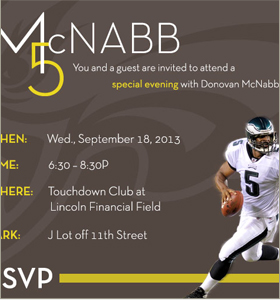 McNABB
5
You and a guest are invited to attend a
special evening with Donovan McNabb
HEN: Wed., September 18, 2013
ME: 6:30 – 8:30P
HERE: Touchdown Club at
Lincoln Financial Field
ARK: J Lot off 11th Street
5
SVP